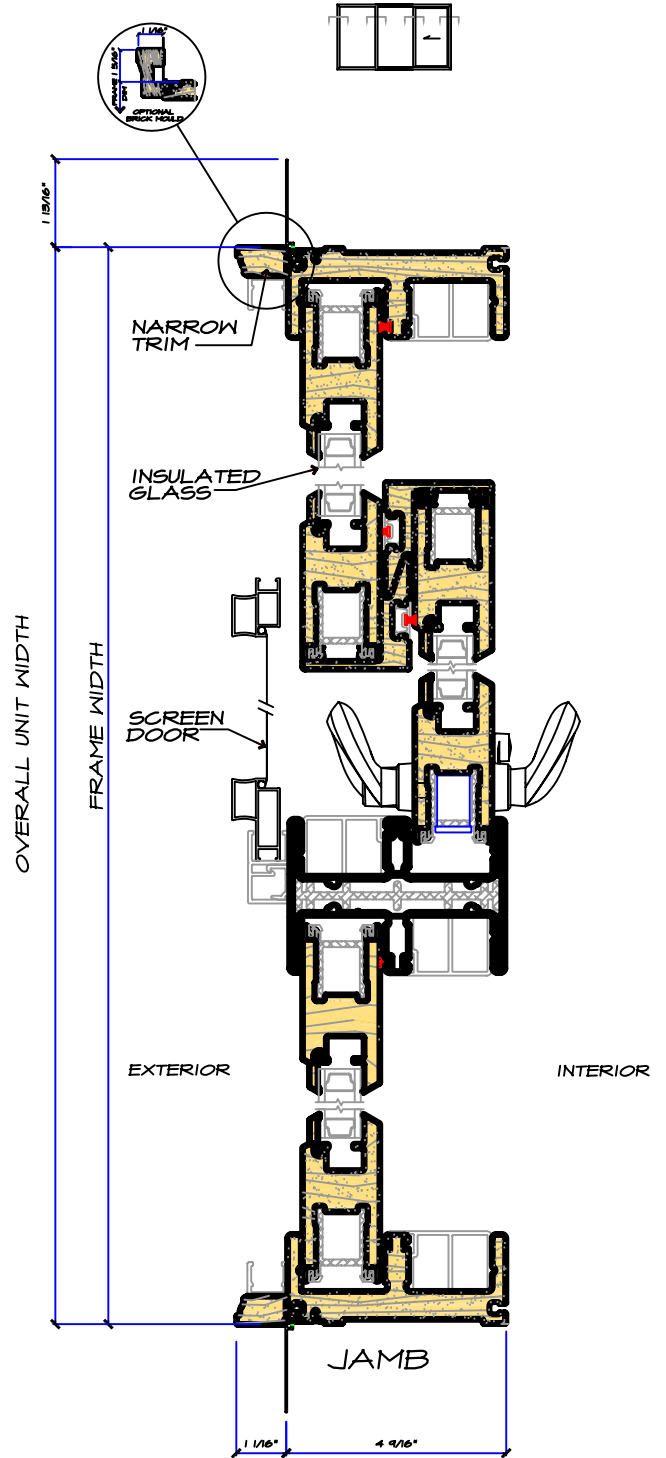 1 1/16"
FRAME 1 5/16"
DIM
OPTIONAL
BRICK MOULD
1 13/16"
NARROW
TRIM
INSULATED
GLASS
SCREEN
DOOR
OVERALL UNIT WIDTH
FRAME WIDTH
EXTERIOR
INTERIOR
JAMB
1 1/16"
4 9/16"